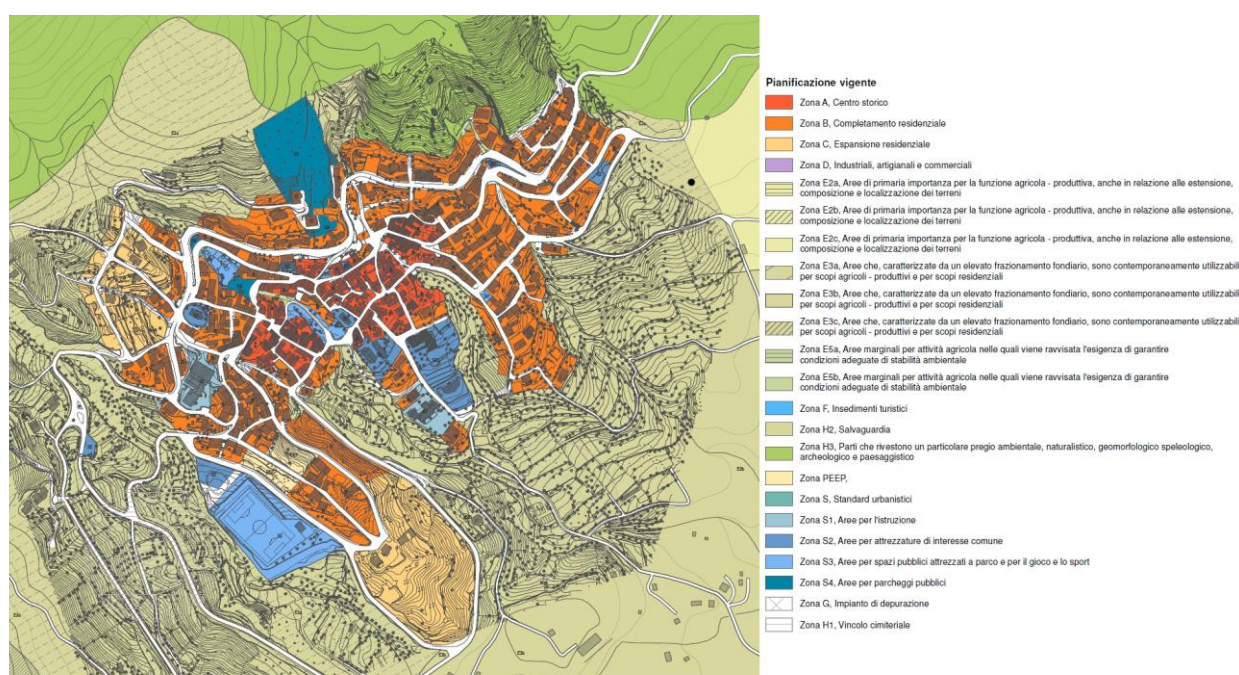 Pianificazione vigente
Zona A, Centro storico
Zona B, Completamento residenziale
Zona C, Espansione residenziale
Zona D, Industriali, artigianali e commerciali
Zona E2a, Aree di primaria importanza per la funzione agricola - produttiva, anche in relazione alle estensione,
composizione e localizzazione dei terreni
Zona E2b, Aree di primaria importanza per la funzione agricola - produttiva, anche in relazione alle estensione,
composizione e localizzazione dei terreni
Zona E2c, Aree di primaria importanza per la funzione agricola - produttiva, anche in relazione alle estensione,
composizione e localizzazione dei terreni
Zona E3a, Aree che, caratterizzate da un elevato frazionamento fondiario, sono contemporaneamente utilizzabili
per scopi agricoli - produttivi e per scopi residenziali
Zona E3b, Aree che, caratterizzate da un elevato frazionamento fondiario, sono contemporaneamente utilizzabili
per scopi agricoli - produttivi e per scopi residenziali
Zona E3c, Aree che, caratterizzate da un elevato frazionamento fondiario, sono contemporaneamente utilizzabili
per scopi agricoli - produttivi e per scopi residenziali
Zona E5a, Aree marginali per attività agricola nelle quali viene ravvisata l'esigenza di garantire
condizioni adeguate di stabilità ambientale
Zona E5b, Aree marginali per attività agricola nelle quali viene ravvisata l'esigenza di garantire
condizioni adeguate di stabilità ambientale
Zona F, Insedimenti turistici
Zona H2, Salvaguardia
Zona H3, Parti che rivestono un particolare pregio ambientale, naturalistico, geomorfologico speleologico,
archeologico e paesaggistico
Zona PEEP,
Zona S, Standard urbanistici
Zona S1, Aree per l'istruzione
Zona S2, Aree per attrezzature di interesse comune
Zona S3, Aree per spazi pubblici attrezzati a parco e per il gioco e lo sport
Zona S4, Aree per parcheggi pubblici
Zona G, Impianto di depurazione
Zona H1, Vincolo cimiteriale